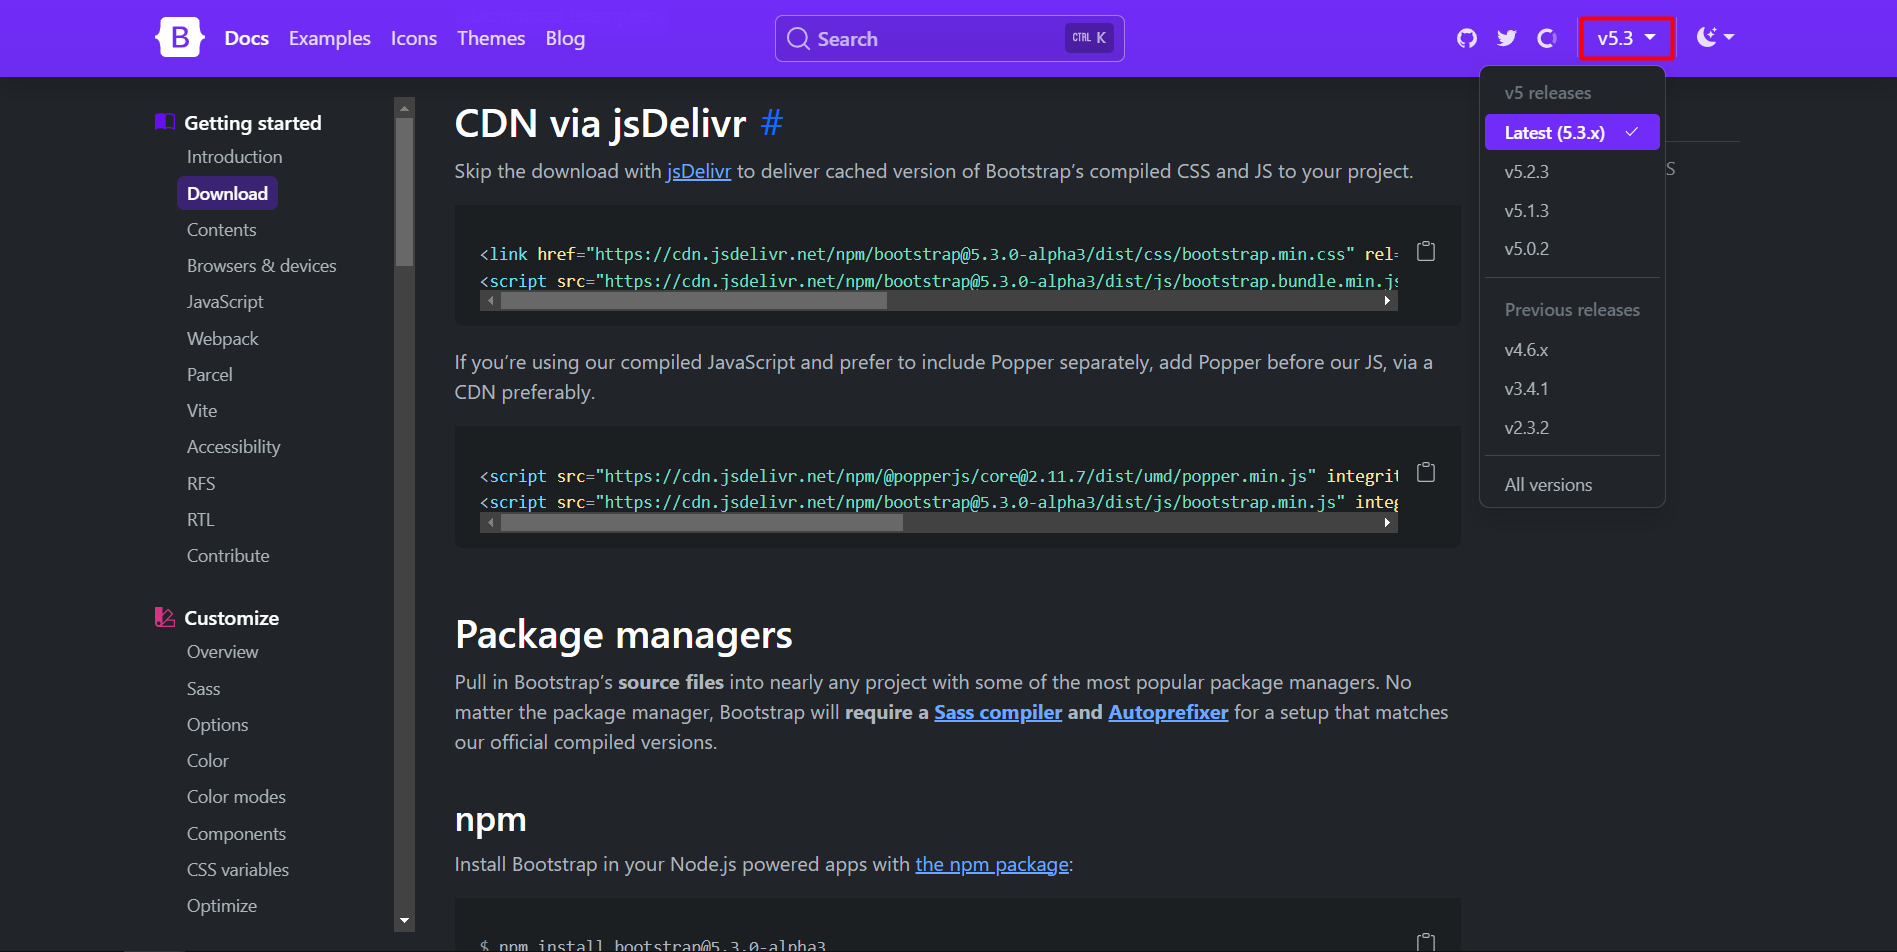 B
Docs Examples Icons Themes Blog
Search CTRL K
v5.3
Getting started
Introduction
Download
Contents
Browsers & devices
JavaScript
Webpack
Parcel
Vite
Accessibility
RFS
RTL
Contribute
Customize
Overview
Sass
Options
Color
Color modes
Components
CSS variables
Optimize
CDN via jsDelivr #
Skip the download with jsDelivr to deliver cached version of Bootstrap’s compiled CSS and JS to your project.
<link href="https://cdn.jsdelivr.net/npm/bootstrap@5.3.0-alpha3/dist/css/bootstrap.min.css" rel=
<script src="https://cdn.jsdelivr.net/npm/bootstrap@5.3.0-alpha3/dist/js/bootstrap.bundle.min.js
If you’re using our compiled JavaScript and prefer to include Popper separately, add Popper before our JS, via a
CDN preferably.
<script src="https://cdn.jsdelivr.net/npm/@popperjs/core@2.11.7/dist/umd/popper.min.js" integrit
<script src="https://cdn.jsdelivr.net/npm/bootstrap@5.3.0-alpha3/dist/js/bootstrap.min.js" integ
Package managers
Pull in Bootstrap’s source files into nearly any project with some of the most popular package managers. No
matter the package manager, Bootstrap will require a Sass compiler and Autoprefixer for a setup that matches
our official compiled versions.
npm
Install Bootstrap in your Node.js powered apps with the npm package:
$ npm install bootstrap@5.3.0-alpha3
v5 releases
Latest (5.3.x)
v5.2.3
v5.1.3
v5.0.2
Previous releases
v4.6.x
v3.4.1
v2.3.2
All versions